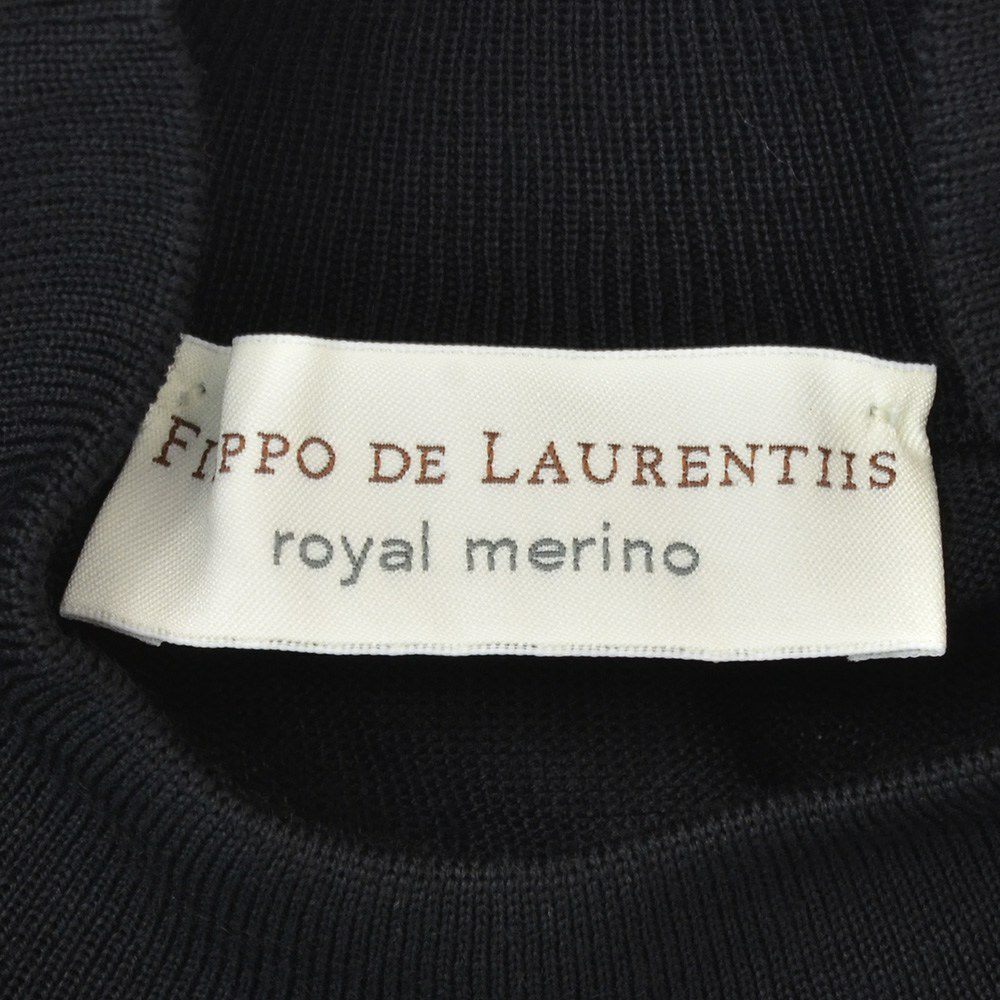 FIPPO DE LAURENTIIS
royal merino